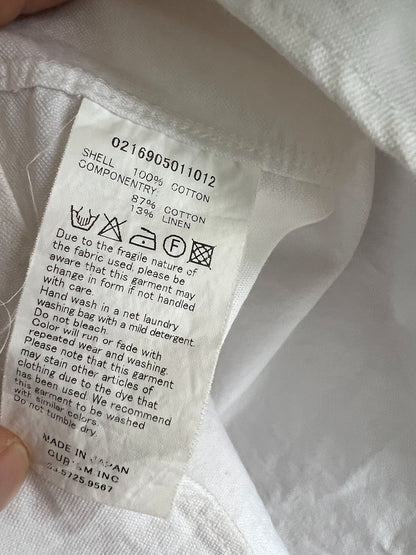 0216905011012
SHELL 100% COTTON
COMPONENTRY:
87% COTTON
13% LINEN
F
Due to the fragile nature of
the fabric used, please be
aware that this garment may
change in form if not handled
with care.
Hand wash in a net laundry
washing bag with a mild detergent.
Do not bleach.
Color will run or fade with
repeated wear and washing.
Please note that this garment
may stain other articles of
clothing due to the dye that
has been used. We recommend
this garment to be washed
with similar colors.
Do not tumble dry.
MADE IN JAPAN
INC
5725.9567